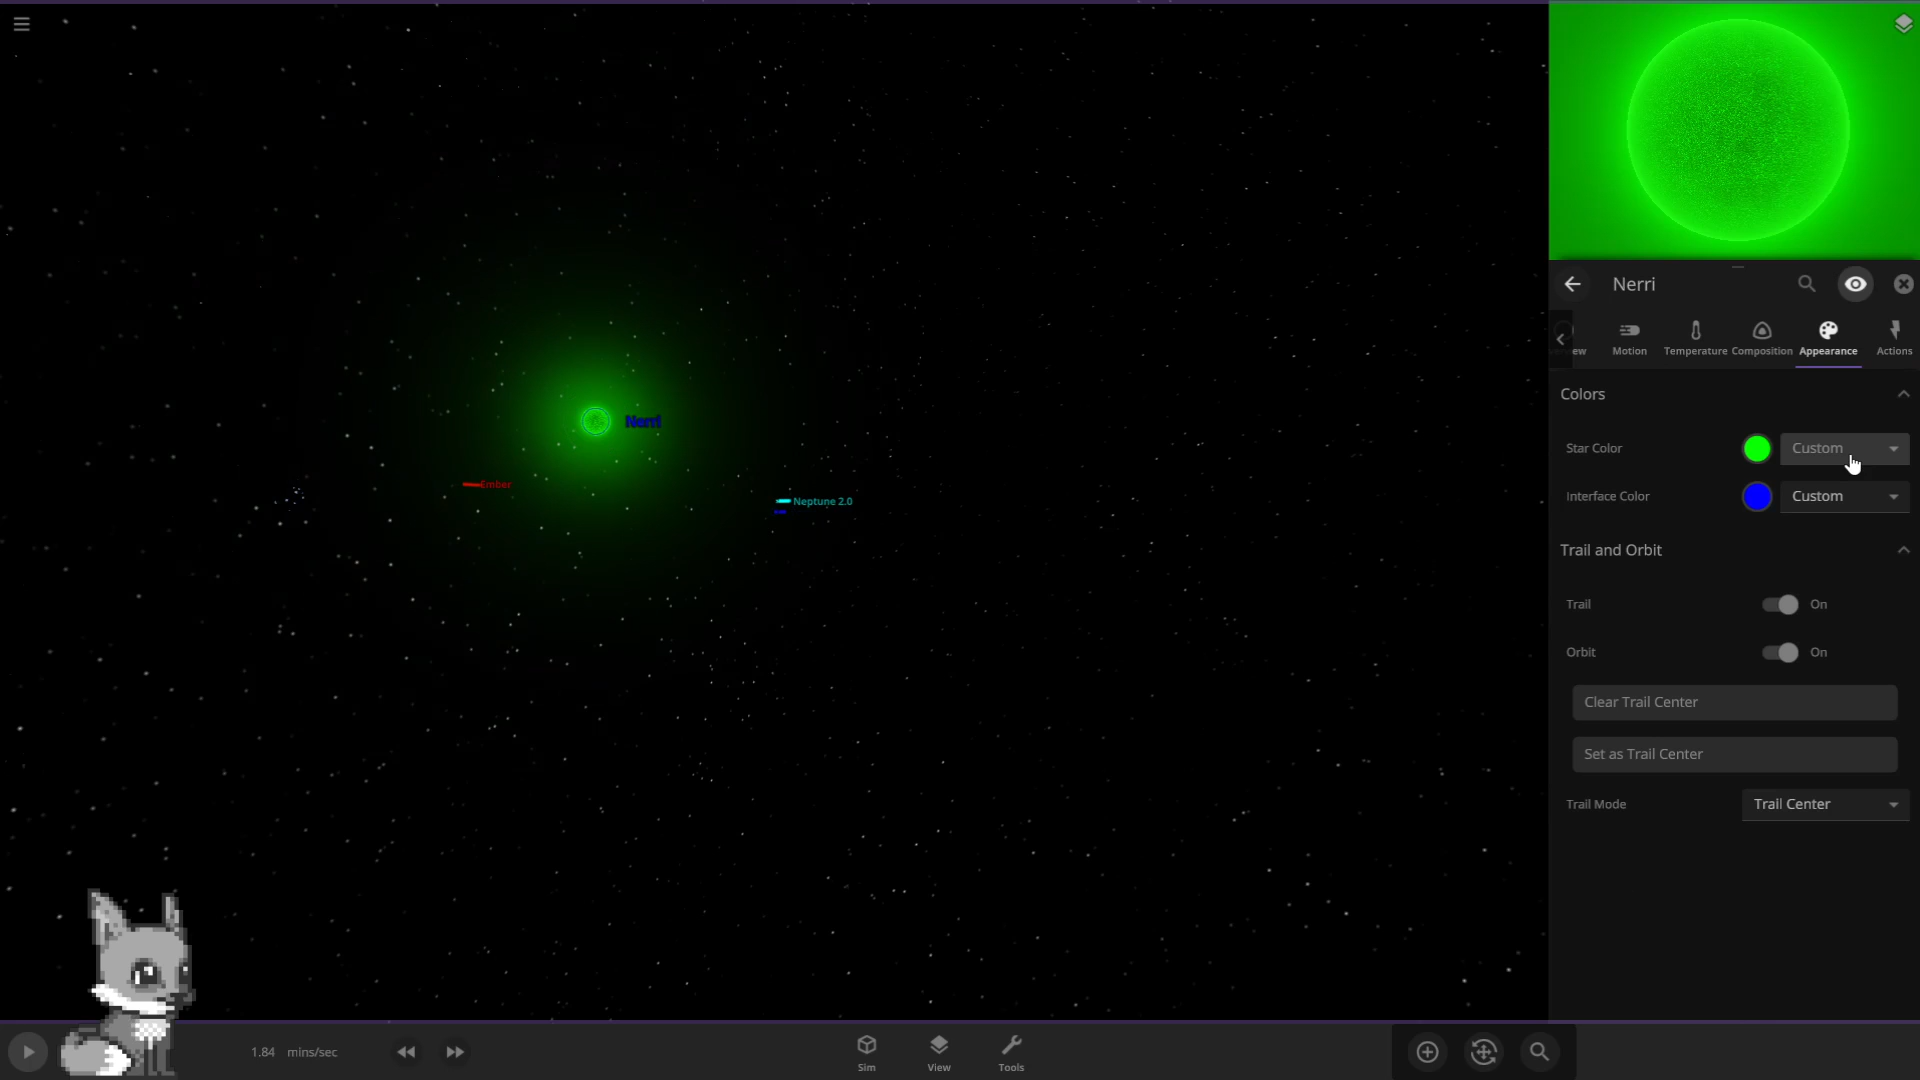 Nerri
Ember
Neptune 2.0
Nerri
Motion
Temperature
Composition
Appearance
Actions
Colors
Star Color
Custom
Interface Color
Custom
Trail and Orbit
Trail
On
Orbit
On
Clear Trail Center
Set as Trail Center
Trail Mode
Trail Center
1.84 mins/sec
Sim
View
Tools